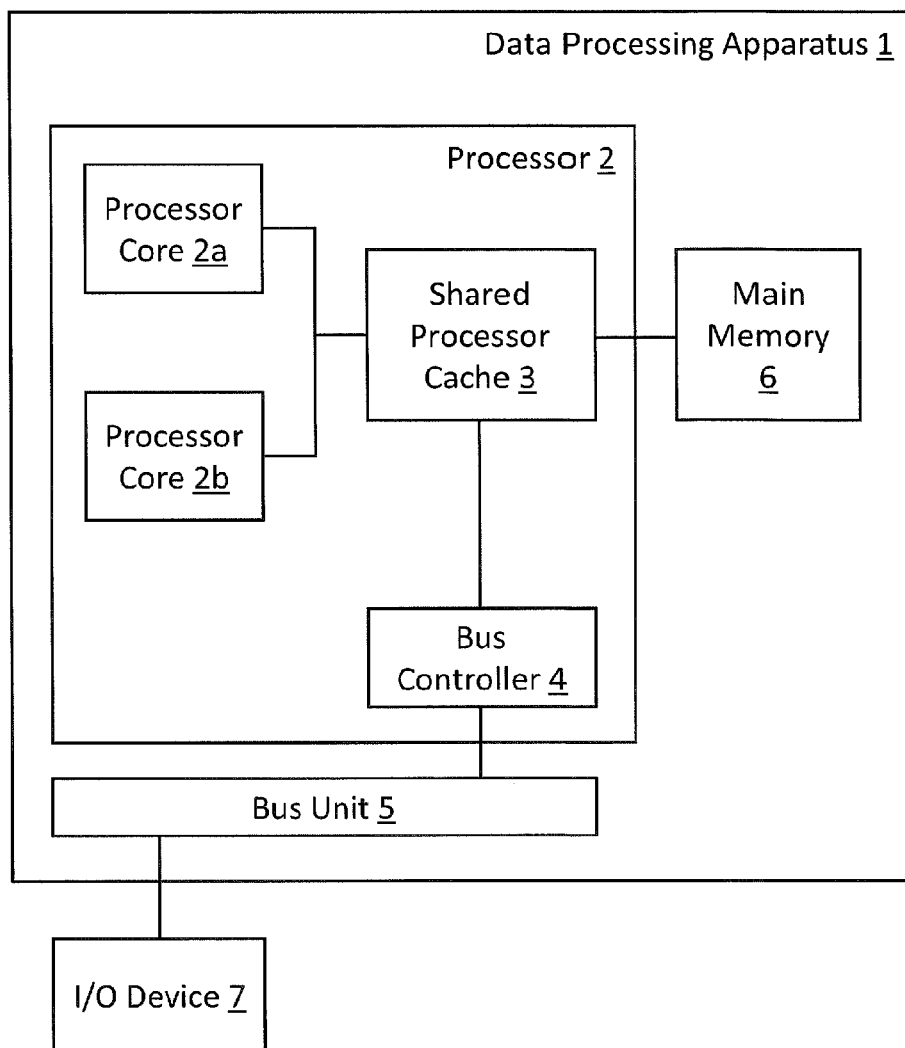 Data Processing Apparatus 1
Processor 2
Processor
Core 2a
Shared
Processor
Cache 3
Main
Memory
6
Processor
Core 2b
Bus
Controller 4
Bus Unit 5
I/O Device 7